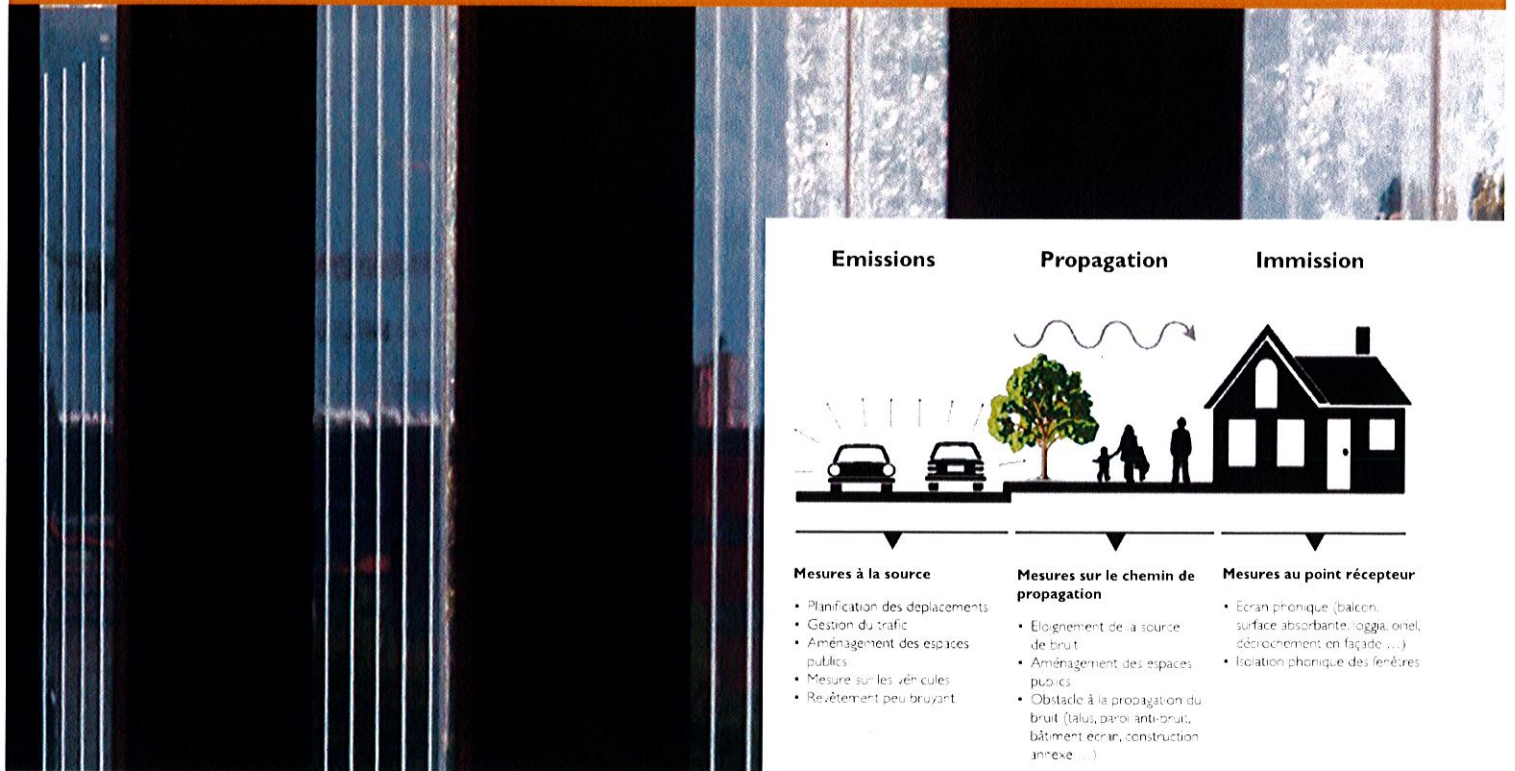 Emissions
Propagation
Immission
Mesures à la source
• Planification des deplacements
• Gestion du trafic
• Aménagement des espaces
publics
• Mesure sur les véhicules
• Revêtement peu bruyant
Mesures sur le chemin de
propagation
• Eloignement de la source
de bruit
• Aménagement des espaces
publics
• Obstacle à la propagation du
bruit (talus, paroi anti-bruit,
bâtiment écran, construction
annexe …)
Mesures au point récepteur
• Ecran phonique (balcon,
surface absorbante, loggia, oriel,
décrochement en façade …)
• Isolation phonique des fenêtres